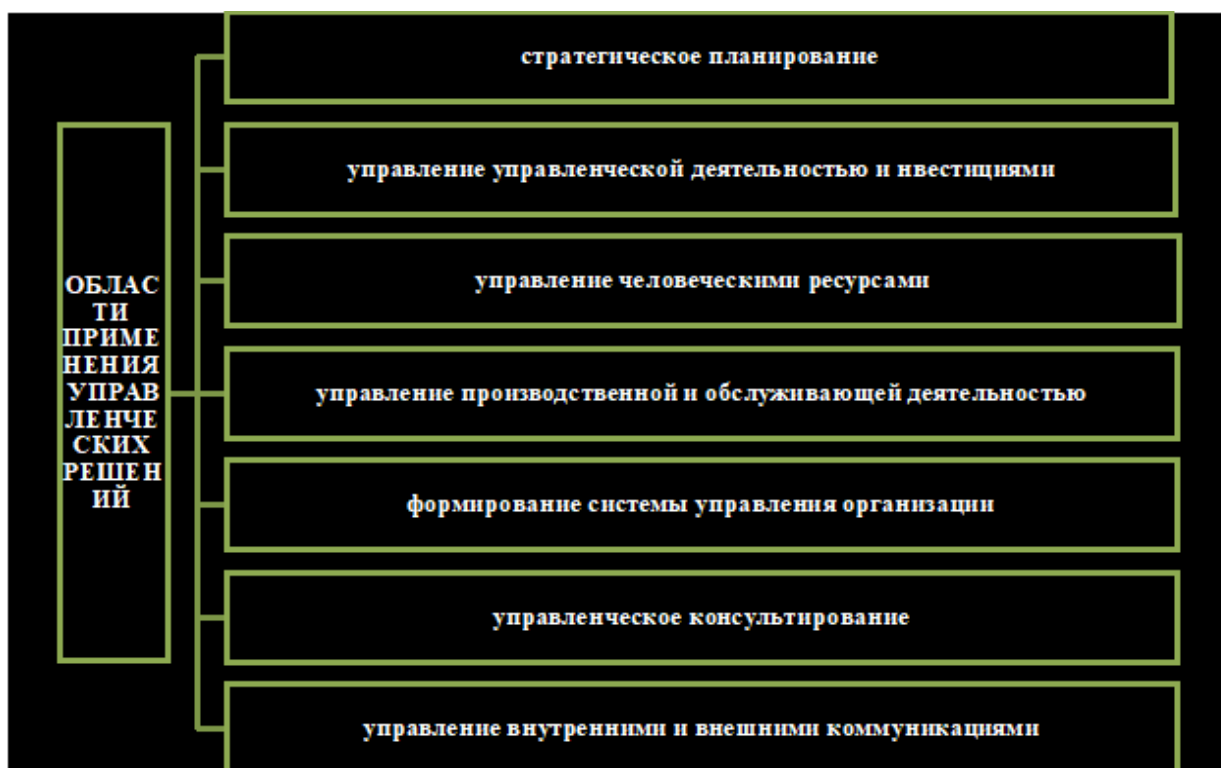 стратегическое планирование
управление управленческой деятельностью и нвестициями
управление человеческими ресурсами
ОБЛАС
ТИ
ПРИМЕ
НЕНИЯ
УПРАВ
ЛЕНЧЕ
СКИХ
РЕШЕН
ИЙ
управление производственной и обслуживающей деятельностью
формирование системы управления организации
управленческое консультирование
управление внутренними и внешними коммуникациями